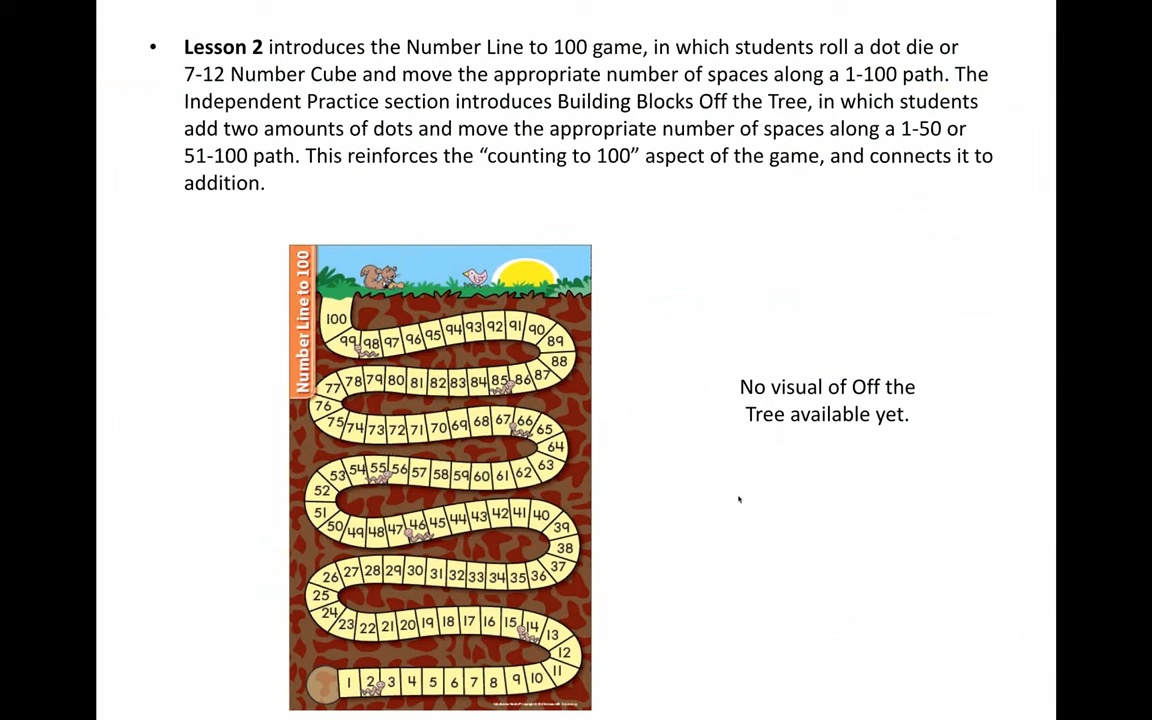 • Lesson 2 introduces the Number Line to 100 game, in which students roll a dot die or
7-12 Number Cube and move the appropriate number of spaces along a 1-100 path. The
Independent Practice section introduces Building Blocks Off the Tree, in which students
add two amounts of dots and move the appropriate number of spaces along a 1-50 or
51-100 path. This reinforces the “counting to 100” aspect of the game, and connects it to
addition.
Number Line to 100
100
99 98 97 96 95 94 93 92 91 90
89
88
77 78 79 80 81 82 83 84 85 86 87
76
75 74 73 72 71 70 69 68 67 66 65
64
53 54 55 56 57 58 59 60 61 62 63
52
51
50 49 48 47 46 45 44 43 42 41 40
39
38
26 27 28 29 30 31 32 33 34 35 36 37
25
24
23 22 21 20 19 18 17 16 15 14
13
12
1 2 3 4 5 6 7 8 9 10 11
No visual of Off the
Tree available yet.